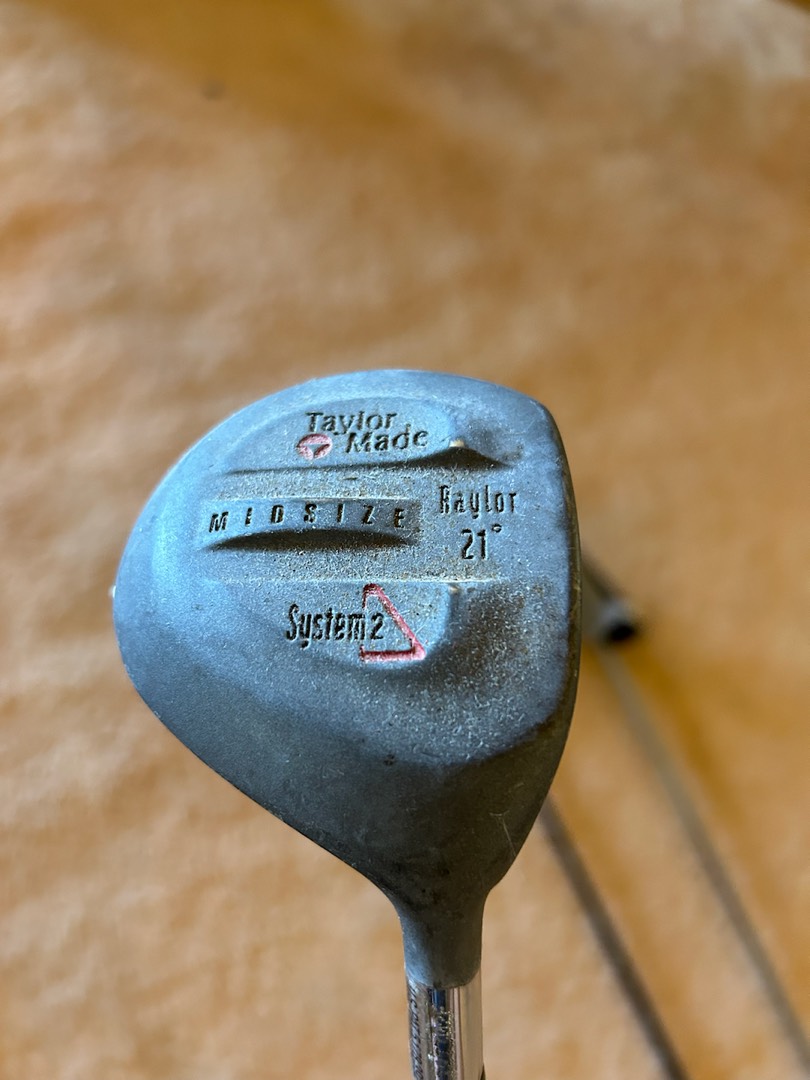 Taylor
Made
MIDSIZE
Raylor
21°
System2